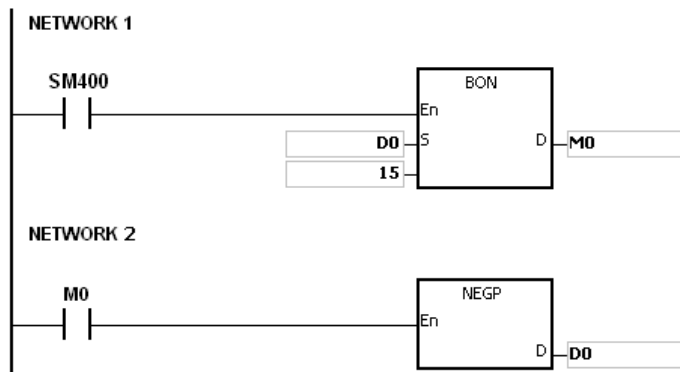 NETWORK 1
SM400
BON
En
D0 S D M0
15
NETWORK 2
M0
NEGP
En
D D0